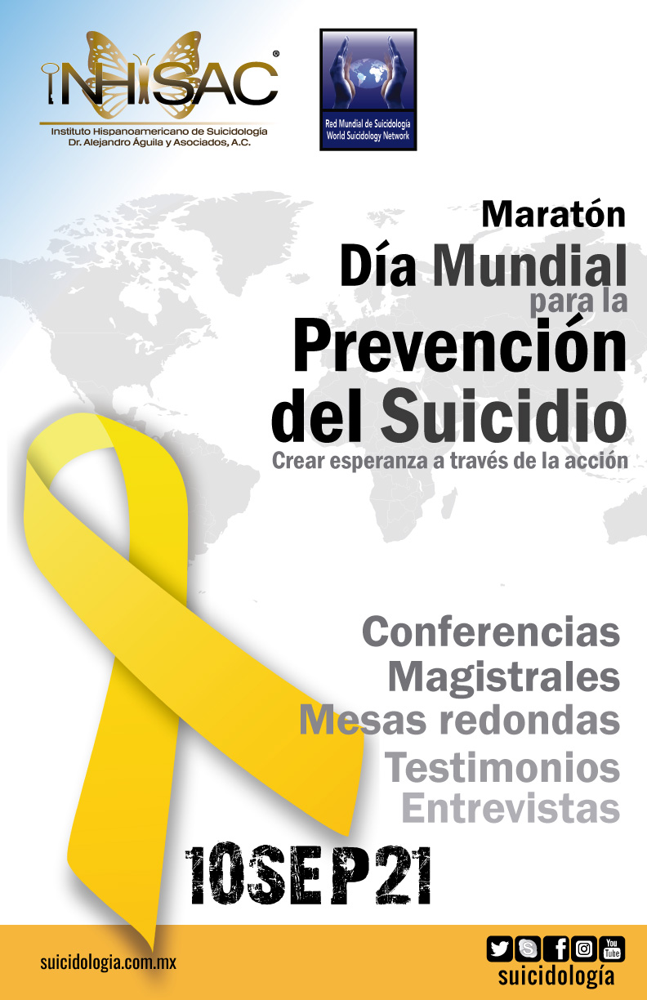 INHISAC®
Instituto Hispanoamericano de Suicidología
Dr. Alejandro Águila y Asociados, A.C.
Red Mundial de Suicidología
World Suicidology Network
Maratón
Día Mundial
para la
Prevención
del Suicidio
Crear esperanza a través de la acción
Conferencias
Magistrales
Mesas redondas
Testimonios
Entrevistas
10SEP21
suicidologia.com.mx
You
Tube
suicidología